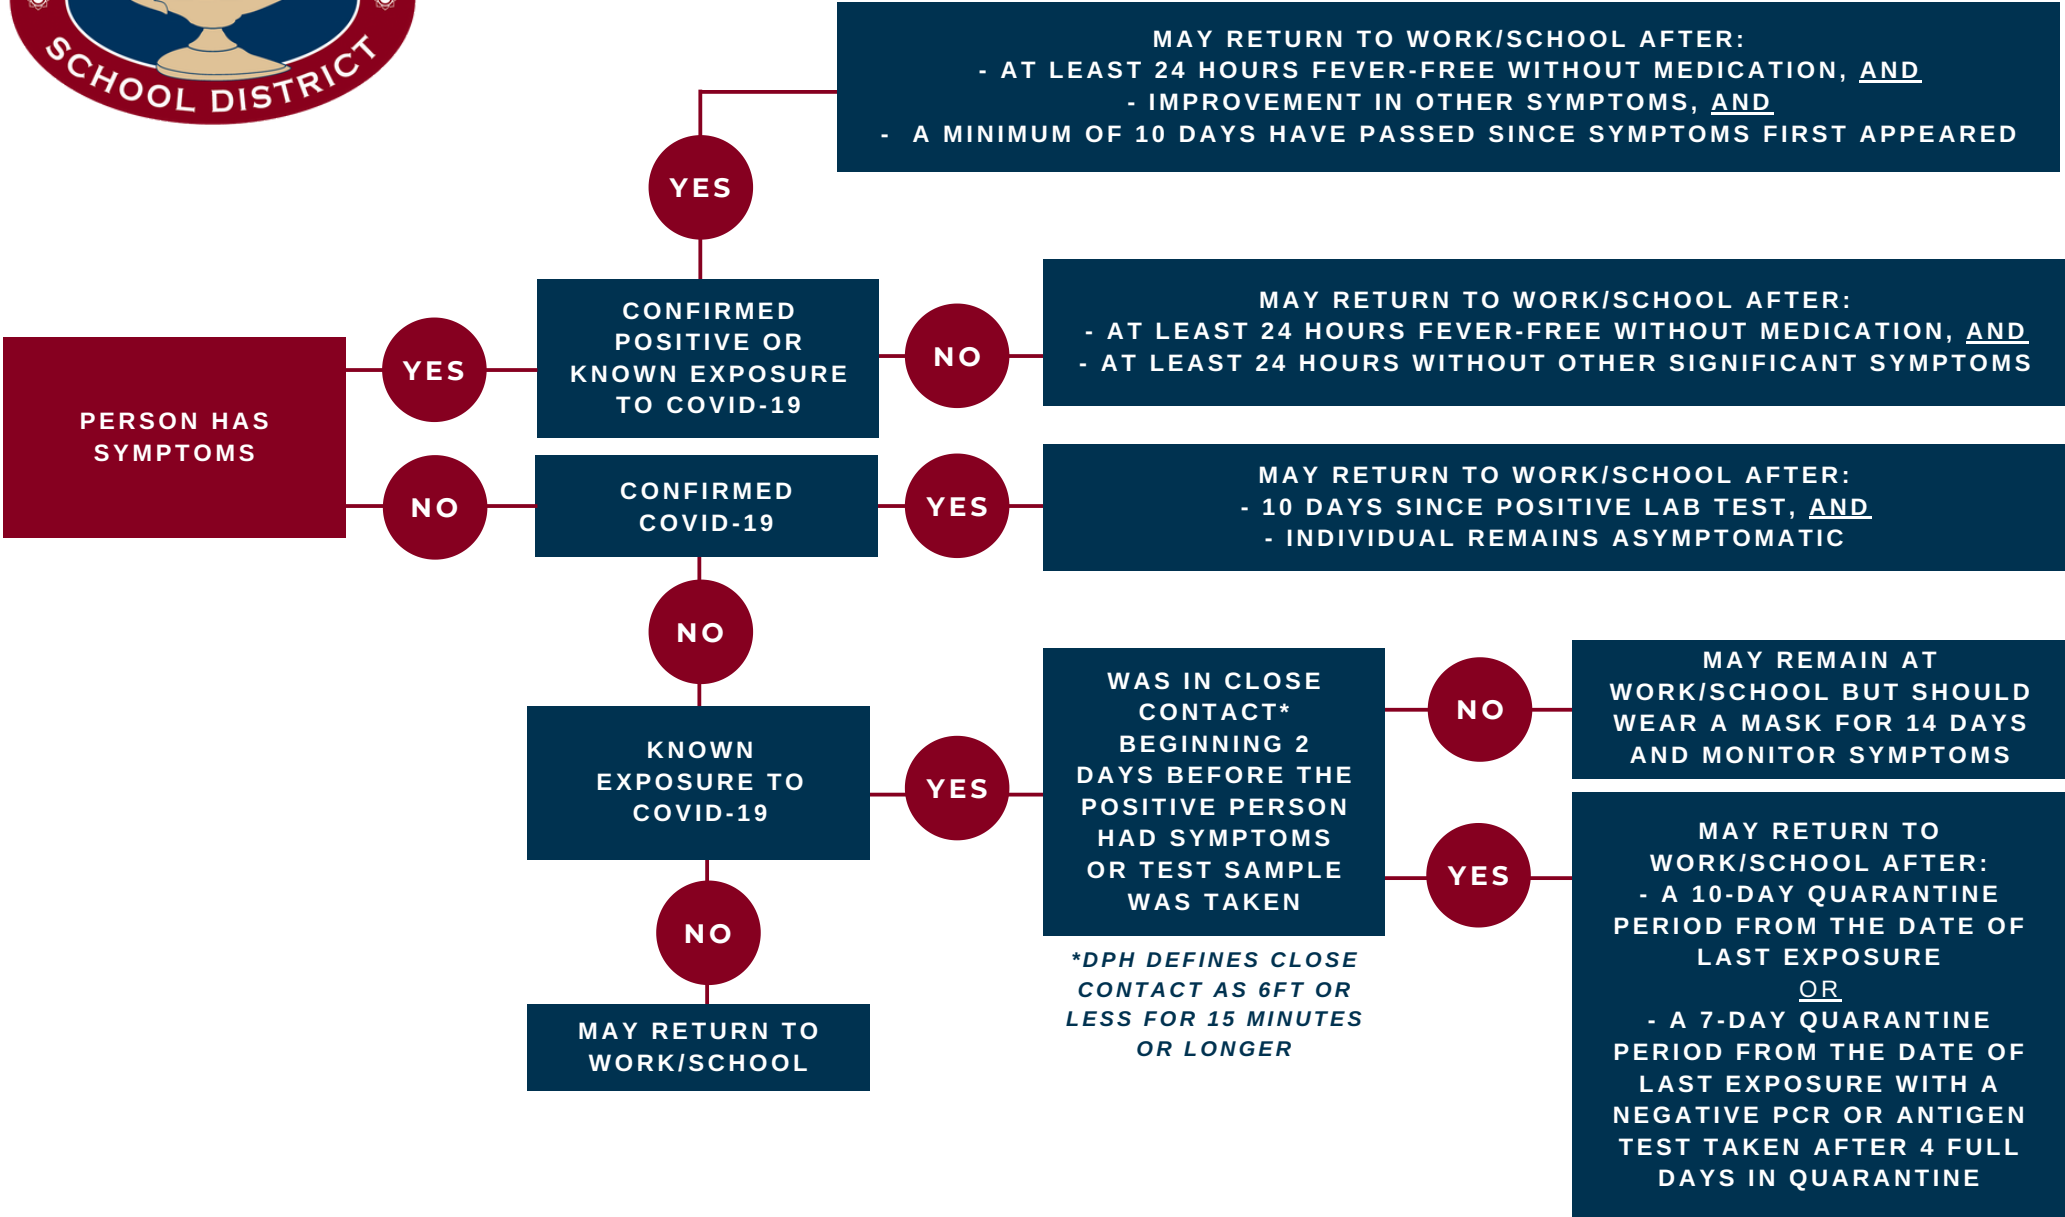 SCHOOL DISTRICT
MAY RETURN TO WORK/SCHOOL AFTER:
- AT LEAST 24 HOURS FEVER-FREE WITHOUT MEDICATION, AND
- IMPROVEMENT IN OTHER SYMPTOMS, AND
- A MINIMUM OF 10 DAYS HAVE PASSED SINCE SYMPTOMS FIRST APPEARED
YES
PERSON HAS
SYMPTOMS
YES
CONFIRMED
POSITIVE OR
KNOWN EXPOSURE
TO COVID-19
NO
MAY RETURN TO WORK/SCHOOL AFTER:
- AT LEAST 24 HOURS FEVER-FREE WITHOUT MEDICATION, AND
- AT LEAST 24 HOURS WITHOUT OTHER SIGNIFICANT SYMPTOMS
NO
CONFIRMED
COVID-19
YES
MAY RETURN TO WORK/SCHOOL AFTER:
- 10 DAYS SINCE POSITIVE LAB TEST, AND
- INDIVIDUAL REMAINS ASYMPTOMATIC
NO
KNOWN
EXPOSURE TO
COVID-19
YES
WAS IN CLOSE
CONTACT*
BEGINNING 2
DAYS BEFORE THE
POSITIVE PERSON
HAD SYMPTOMS
OR TEST SAMPLE
WAS TAKEN
*DPH DEFINES CLOSE
CONTACT AS 6FT OR
LESS FOR 15 MINUTES
OR LONGER
NO
MAY REMAIN AT
WORK/SCHOOL BUT SHOULD
WEAR A MASK FOR 14 DAYS
AND MONITOR SYMPTOMS
YES
MAY RETURN TO
WORK/SCHOOL AFTER:
- A 10-DAY QUARANTINE
PERIOD FROM THE DATE OF
LAST EXPOSURE
OR
- A 7-DAY QUARANTINE
PERIOD FROM THE DATE OF
LAST EXPOSURE WITH A
NEGATIVE PCR OR ANTIGEN
TEST TAKEN AFTER 4 FULL
DAYS IN QUARANTINE
NO
MAY RETURN TO
WORK/SCHOOL